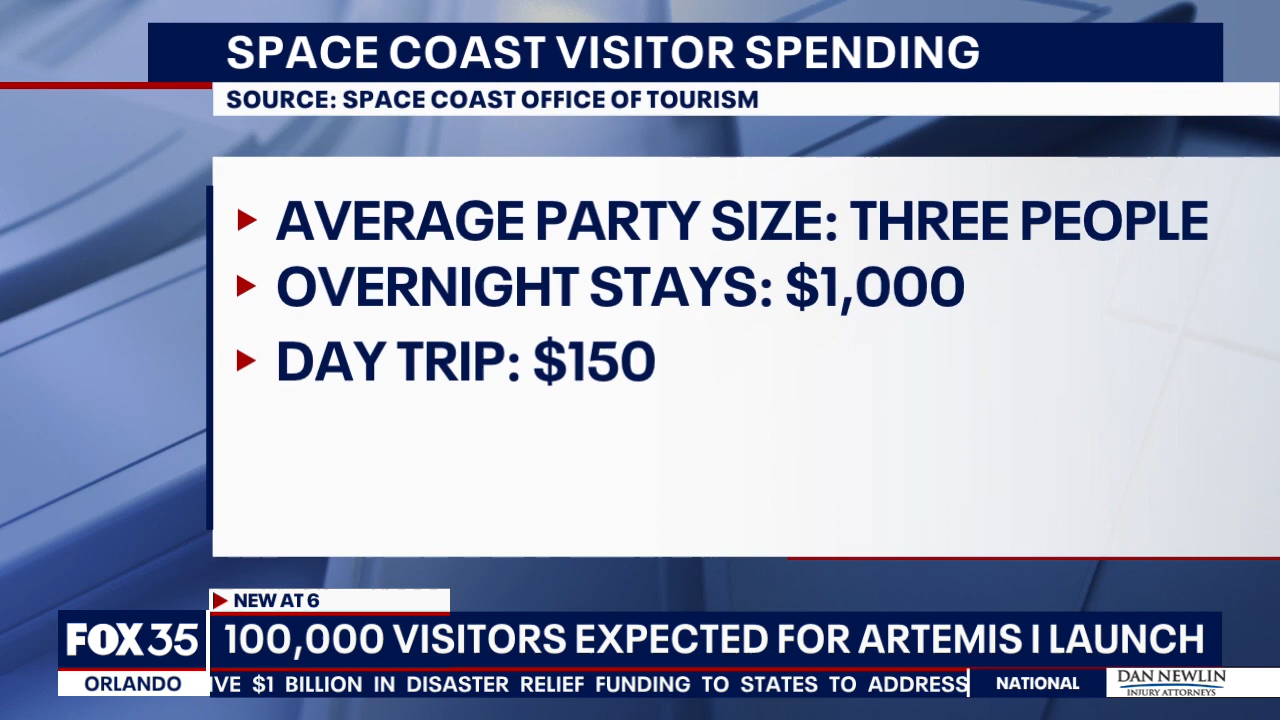 SPACE COAST VISITOR SPENDING
SOURCE: SPACE COAST OFFICE OF TOURISM
AVERAGE PARTY SIZE: THREE PEOPLE
OVERNIGHT STAYS: $1,000
DAY TRIP: $150
NEW AT 6
FOX 35
100,000 VISITORS EXPECTED FOR ARTEMIS I LAUNCH
ORLANDO
$1 BILLION IN DISASTER RELIEF FUNDING TO STATES TO ADDRESS
NATIONAL
DAN NEWLIN
INJURY ATTORNEYS